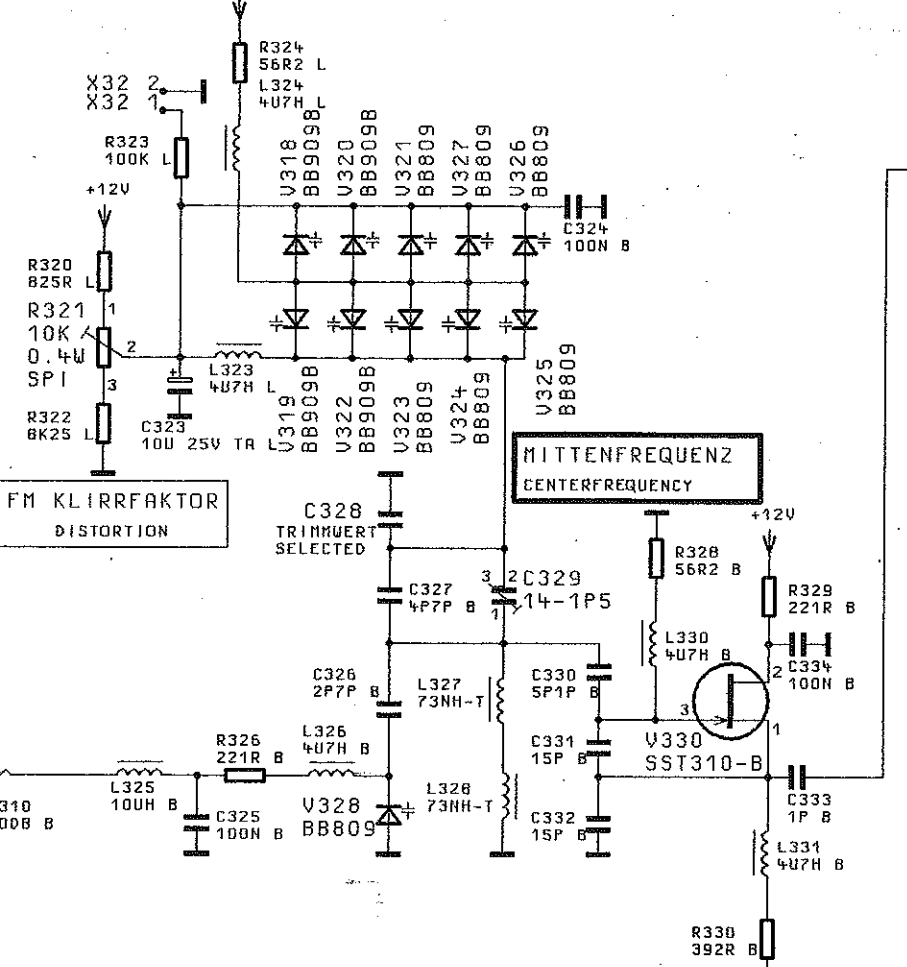 R324
56R2 L
L324
4U7H L
X32 2
X32 1
R323
100K L
+12V
V318
BB909B
V320
BB909B
V321
BB809
V327
BB809
V326
BB809
C324
100N B
R320
825R L
R321
10K
0.4W
SPI
1
2
3
L323
4U7H L
R322
8K25 L
+
C323
10U 25V TA L
V319
BB909B
V322
BB909B
V323
BB809
V324
BB809
V325
BB809
MITTENFREQUENZ
CENTERFREQUENCY
FM KLIRRFAKTOR
DISTORTION
C328
TRIMMWERT
SELECTED
+12V
R328
56R2 B
C327
4P7P B
3 2
C329
14-1P5
1
R329
221R B
L330
4U7H B
C334
100N B
C326
2P7P B
L327
73NH-T
C330
5P1P B
2
3
1
V330
SST310-B
L326
4U7H B
R326
221R B
C331
15P B
L325
10UH B
310
0DB B
C325
100N B
V328
BB809
L328
73NH-T
C332
15P B
C333
1P B
L331
4U7H B
R330
392R B